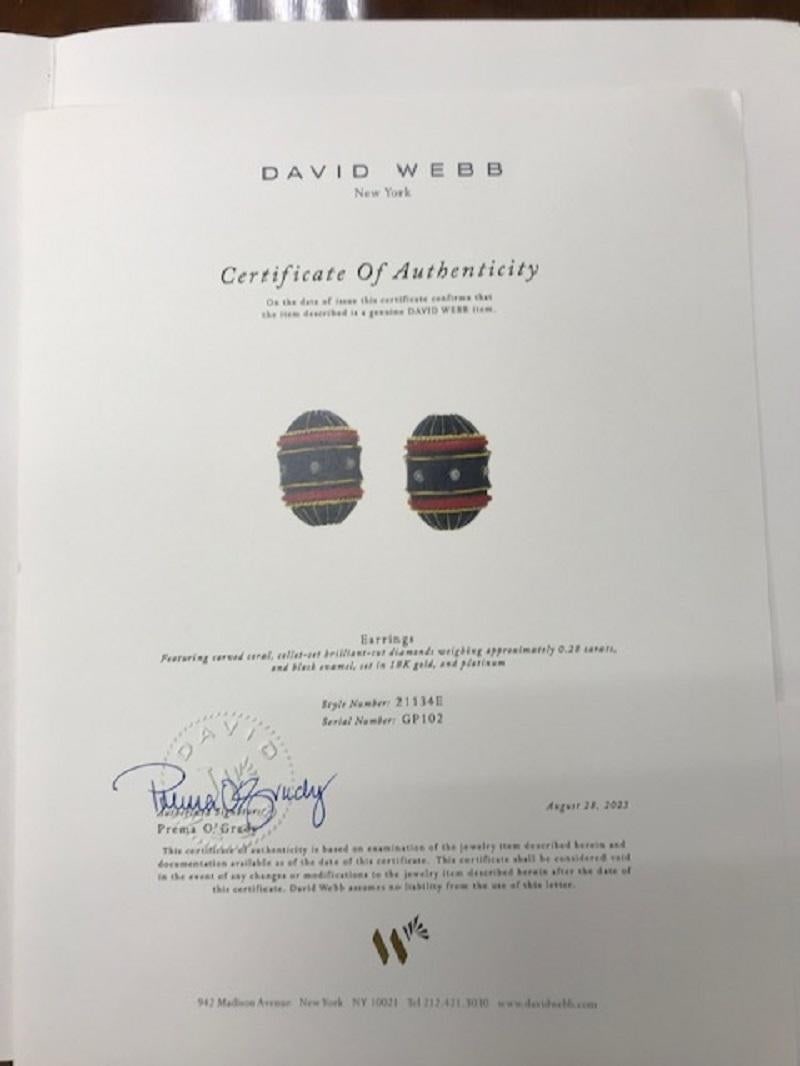 DAVID WEBB
New York
Certificate Of Authenticity
On the date of issue this certificate confirms that
the item described is a genuine DAVID WEBB item.
Earrings
Featuring carved coral, collet-set brilliant-cut diamonds weighing approximately 0.28 carats,
and black enamel, set in 18K gold, and platinum
Style Number: 21134E
Serial Number: GP102
DAVID
Prema O'Grady
Authorized Signature:
Prema O'Grady
August 28, 2023
This certificate of authenticity is based on examination of the jewelry item described herein and
documentation available as of the date of this certificate. This certificate shall be considered void
in the event of any changes or modifications to the jewelry item described herein after the date of
this certificate. David Webb assumes no liability from the use of this letter.
W
942 Madison Avenue New York NY 10021 Tel 212.421.3030 www.davidwebb.com